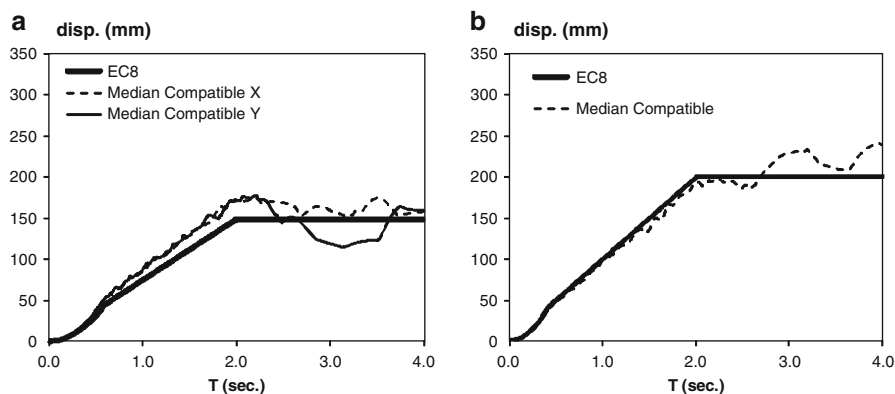 a
disp. (mm)
350
300
250
200
150
100
50
0
EC8
Median Compatible X
Median Compatible Y
0.0 1.0 2.0 3.0 4.0
T (sec.)
b
disp. (mm)
350
300
250
200
150
100
50
0
EC8
Median Compatible
0.0 1.0 2.0 3.0 4.0
T (sec.)